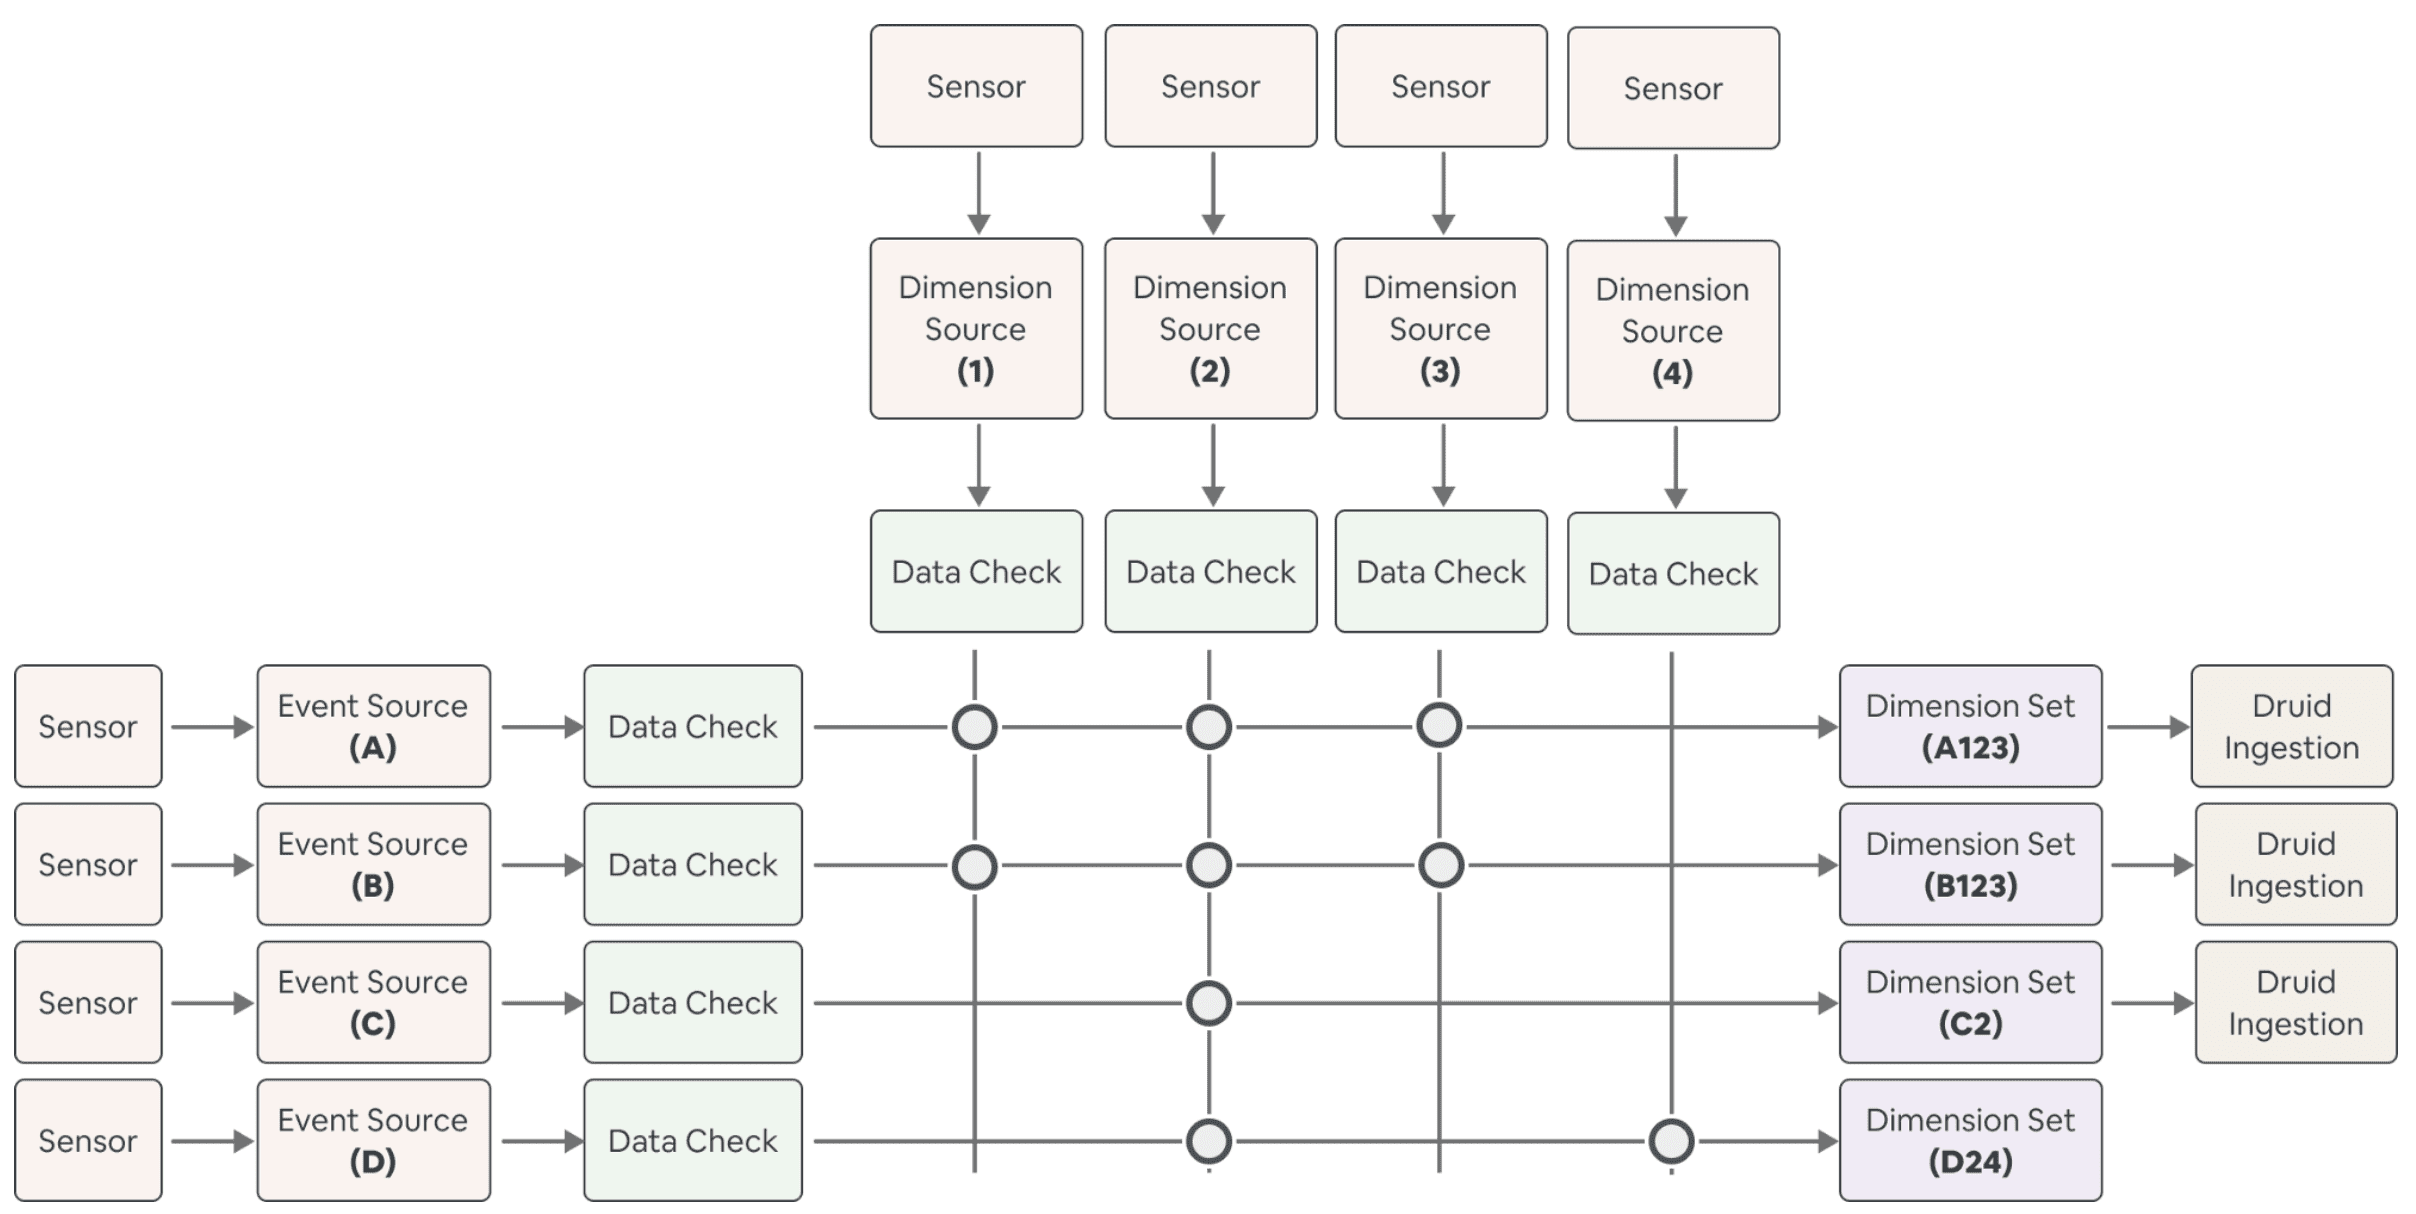 Sensor
Sensor
Sensor
Sensor
Dimension
Source
(1)
Dimension
Source
(2)
Dimension
Source
(3)
Dimension
Source
(4)
Data Check
Data Check
Data Check
Data Check
Sensor
Event Source
(A)
Data Check
Dimension Set
(A123)
Druid
Ingestion
Sensor
Event Source
(B)
Data Check
Dimension Set
(B123)
Druid
Ingestion
Sensor
Event Source
(C)
Data Check
Dimension Set
(C2)
Druid
Ingestion
Sensor
Event Source
(D)
Data Check
Dimension Set
(D24)